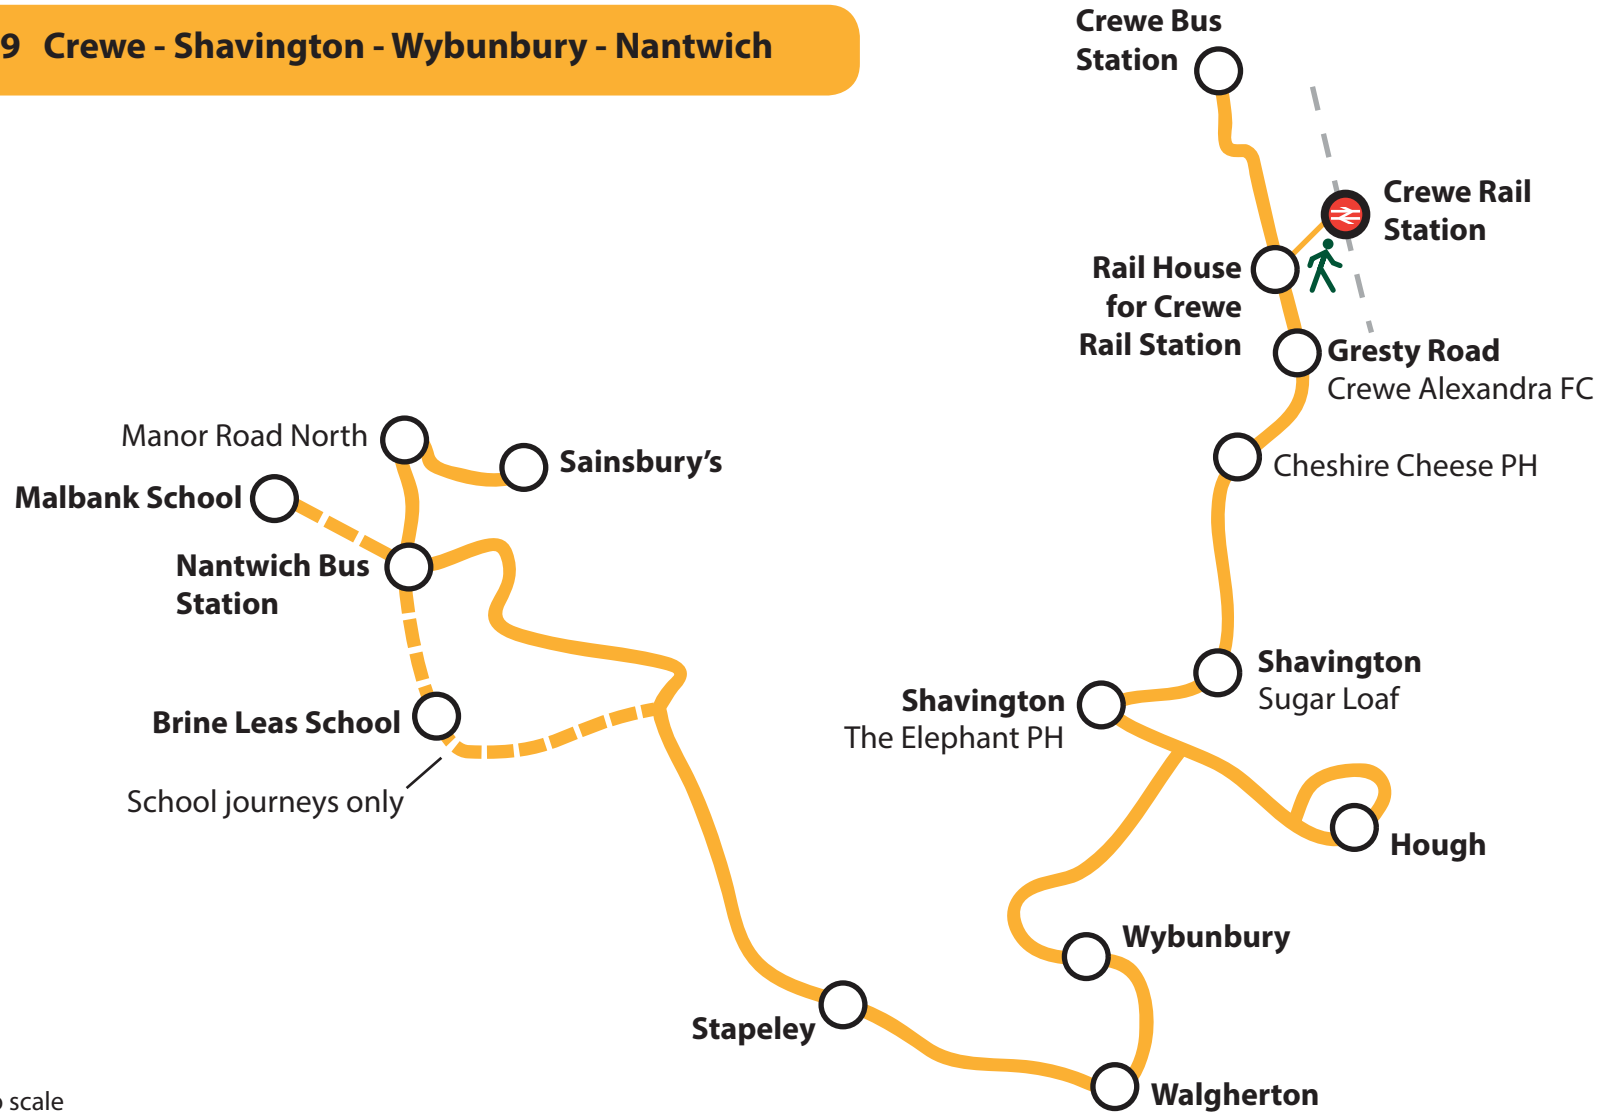 9 Crewe - Shavington - Wybunbury - Nantwich
Crewe Bus
Station
Crewe Rail
Station
Rail House
for Crewe
Rail Station
Gresty Road
Crewe Alexandra FC
Cheshire Cheese PH
Manor Road North
Sainsbury's
Malbank School
Nantwich Bus
Station
Brine Leas School
School journeys only
Shavington
Sugar Loaf
Shavington
The Elephant PH
Hough
Wybunbury
Stapeley
Walgherton
scale